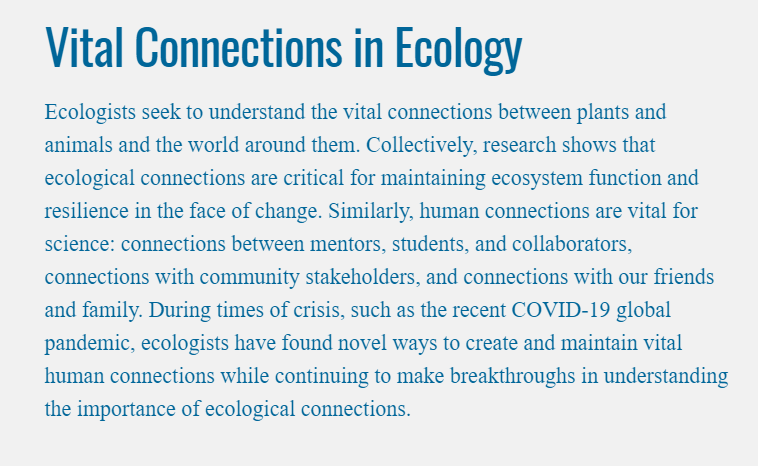 Vital Connections in Ecology
Ecologists seek to understand the vital connections between plants and
animals and the world around them. Collectively, research shows that
ecological connections are critical for maintaining ecosystem function and
resilience in the face of change. Similarly, human connections are vital for
science: connections between mentors, students, and collaborators,
connections with community stakeholders, and connections with our friends
and family. During times of crisis, such as the recent COVID-19 global
pandemic, ecologists have found novel ways to create and maintain vital
human connections while continuing to make breakthroughs in understanding
the importance of ecological connections.